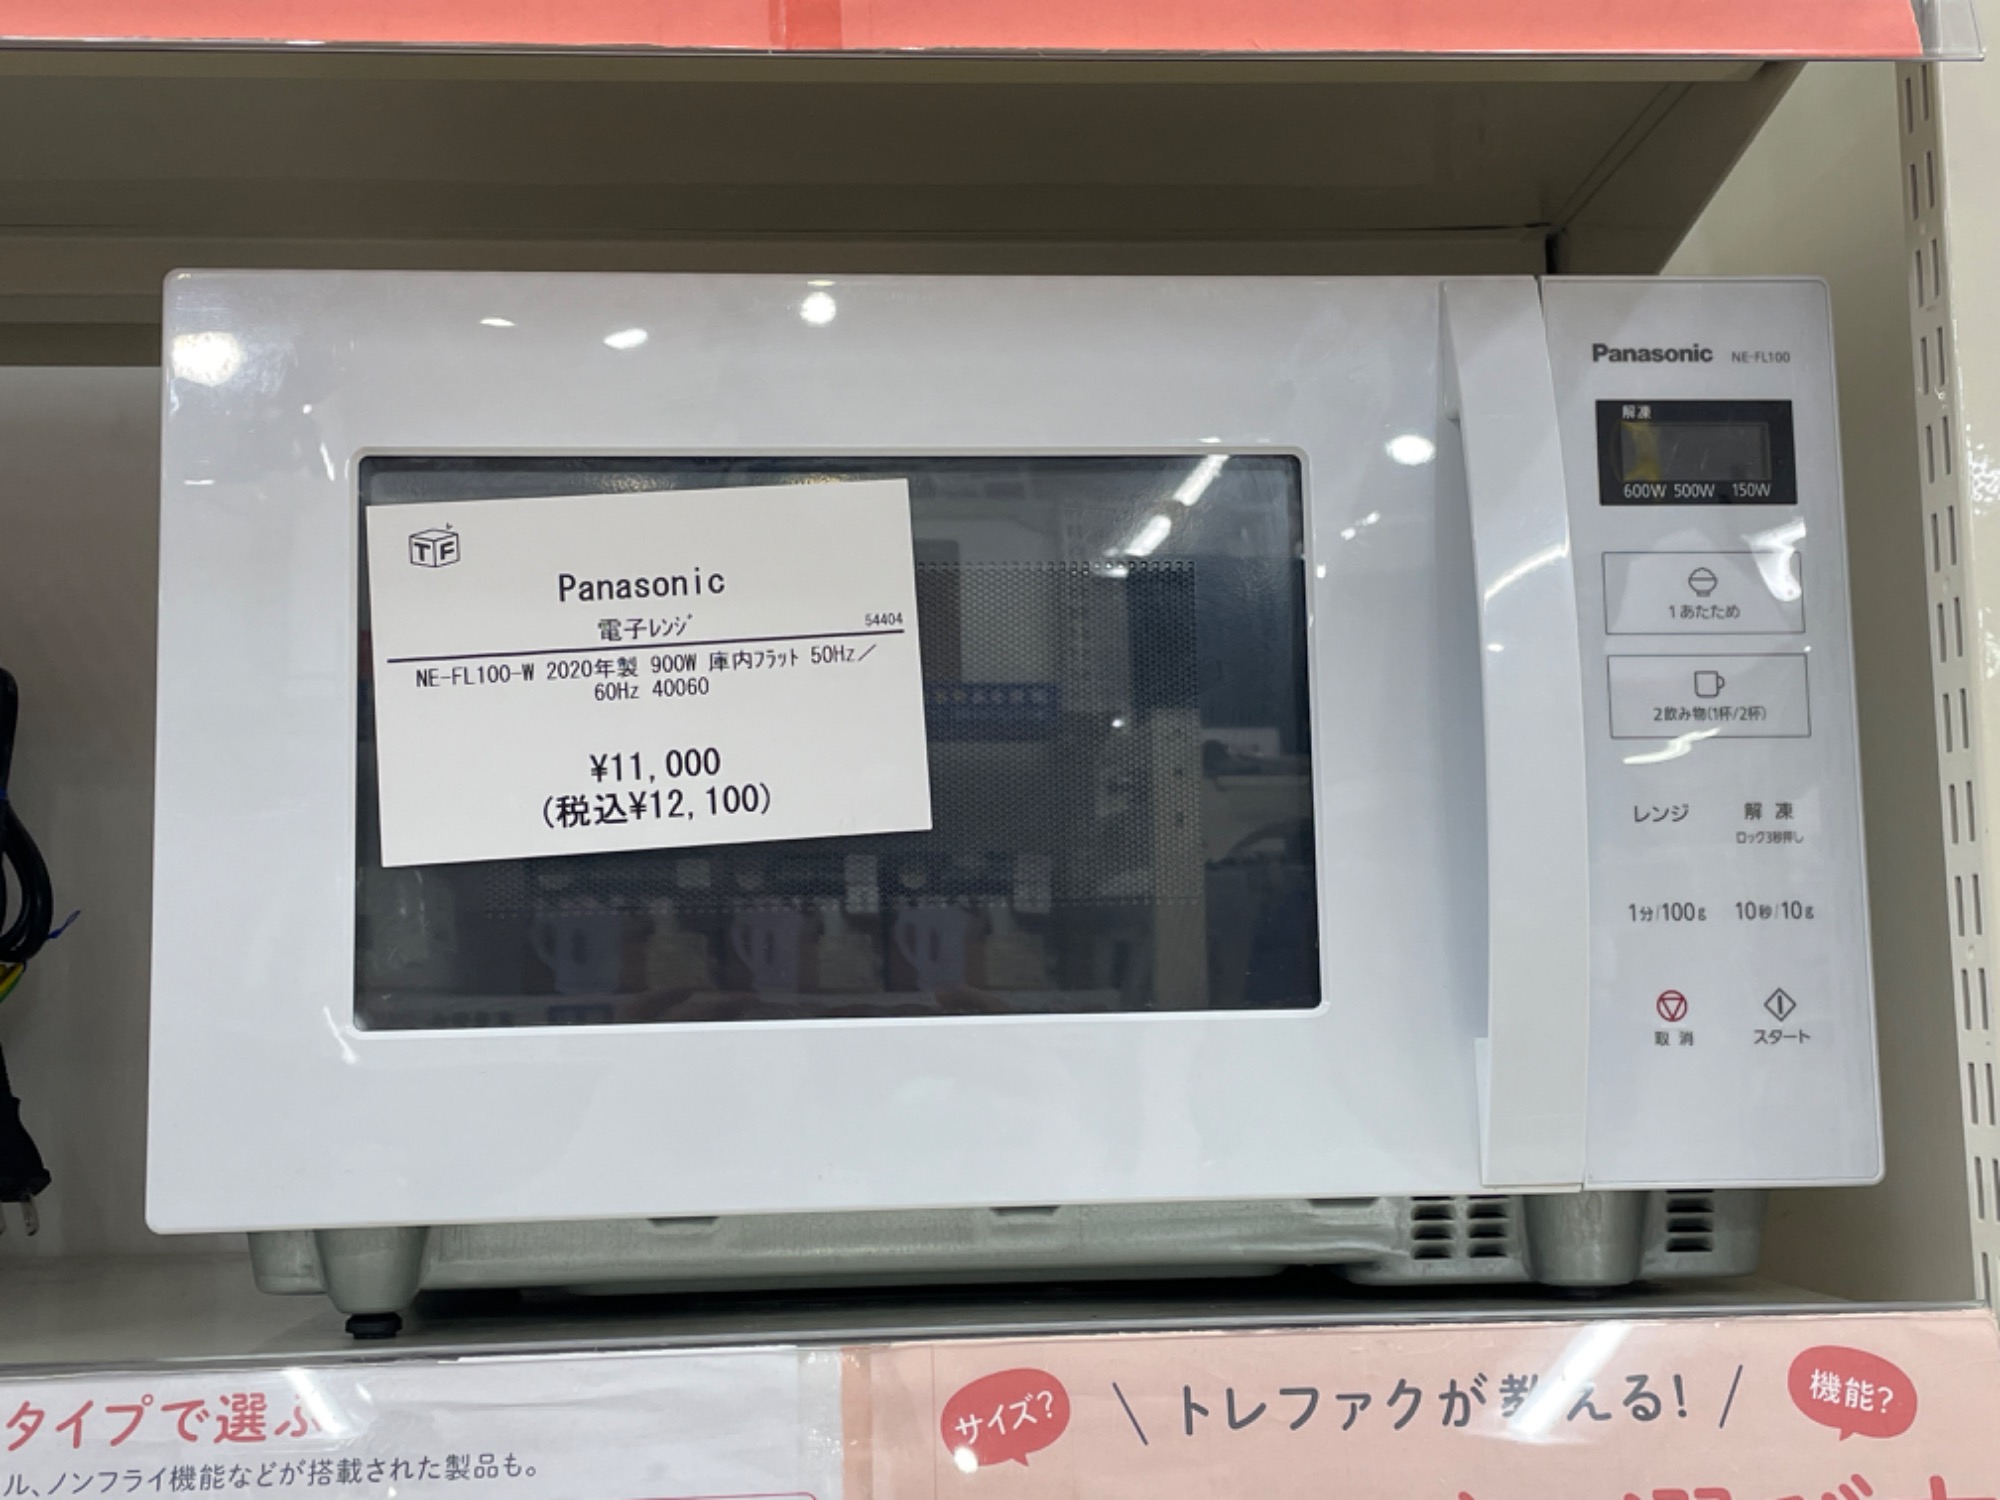 Panasonic NE-FL100
解凍
600W 500W 150W
1あたため
2飲み物(1杯/2杯)
レンジ 解凍
ロック3秒押し
1分/100g 10秒/10g
取消 スタート
TF
Panasonic
電子ﾚﾝｼﾞ 54404
NE-FL100-W 2020年製 900W 庫内ﾌﾗｯﾄ 50Hz／
60Hz 40060
¥11,000
(税込¥12,100)
タイプで選ぶ
ル、ノンフライ機能などが搭載された製品も。
サイズ?
\ トレファクが教える! /
機能?